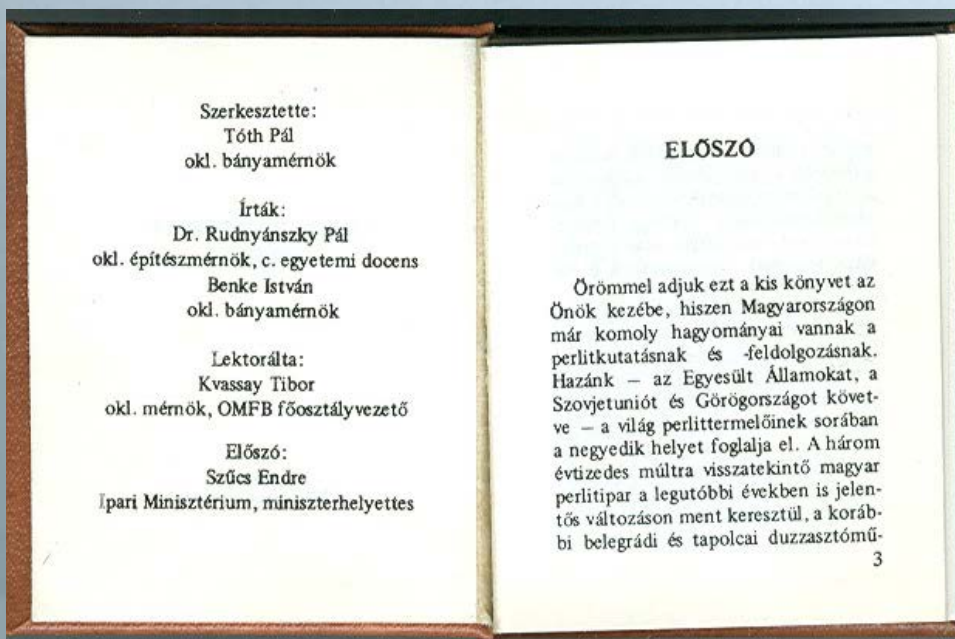 Szerkesztette:
Tóth Pál
okl. bányamérnök
Írták:
Dr. Rudnyánszky Pál
okl. építészmérnök, c. egyetemi docens
Benke István
okl. bányamérnök
Lektorálta:
Kvassay Tibor
okl. mérnök, OMFB főosztályvezető
Előszó:
Szűcs Endre
Ipari Minisztérium, miniszterhelyettes
ELŐSZÓ
Örömmel adjuk ezt a kis könyvet az
Önök kezébe, hiszen Magyarországon
már komoly hagyományai vannak a
perlitkutatásnak és -feldolgozásnak.
Hazánk – az Egyesült Államokat, a
Szovjetuniót és Görögországot követ-
ve – a világ perlittermelőinek sorában
a negyedik helyet foglalja el. A három
évtizedes múltra visszatekintő magyar
perlitipar a legutóbbi években is jelen-
tős változáson ment keresztül, a koráb-
bi belegrádi és tapolcai duzzasztómű-
3